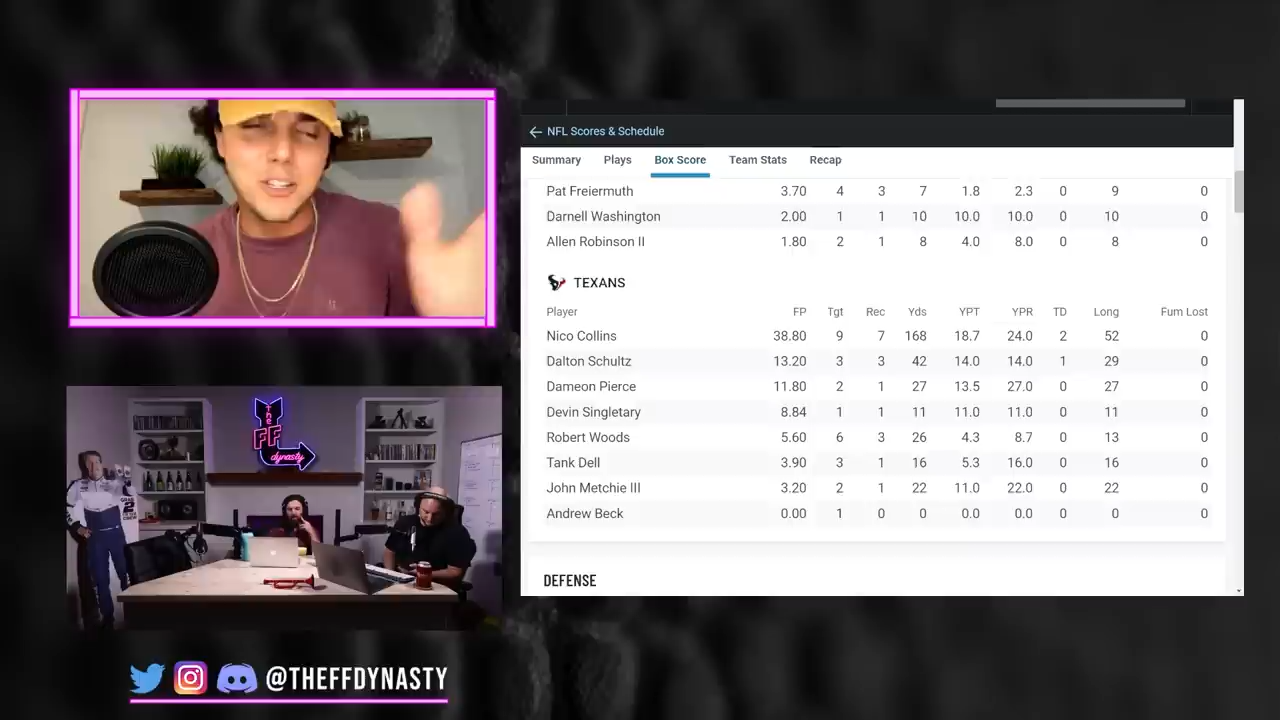 NFL Scores & Schedule
Summary Plays Box Score Team Stats Recap
Pat Freiermuth 3.70 4 3 7 1.8 2.3 0 9 0
Darnell Washington 2.00 1 1 10 10.0 10.0 0 10 0
Allen Robinson II 1.80 2 1 8 4.0 8.0 0 8 0
TEXANS
Player FP Tgt Rec Yds YPT YPR TD Long Fum Lost
Nico Collins 38.80 9 7 168 18.7 24.0 2 52 0
Dalton Schultz 13.20 3 3 42 14.0 14.0 1 29 0
Dameon Pierce 11.80 2 1 27 13.5 27.0 0 27 0
Devin Singletary 8.84 1 1 11 11.0 11.0 0 11 0
Robert Woods 5.60 6 3 26 4.3 8.7 0 13 0
Tank Dell 3.90 3 1 16 5.3 16.0 0 16 0
John Metchie III 3.20 2 1 22 11.0 22.0 0 22 0
Andrew Beck 0.00 1 0 0 0.0 0.0 0 0 0
DEFENSE
The
FF
dynasty
@THEFFDYNASTY